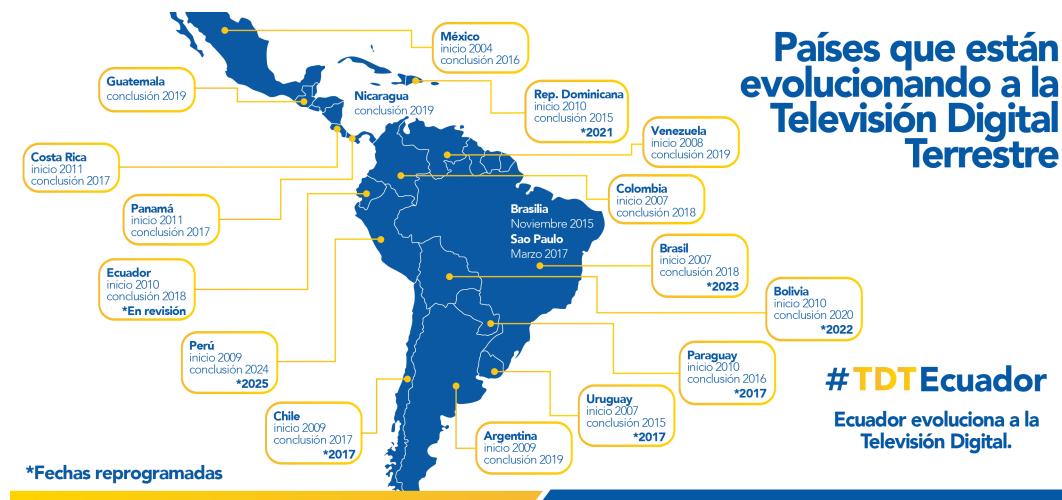 Países que están
evolucionando a la
Televisión Digital
Terrestre
México
inicio 2004
conclusión 2016
Guatemala
conclusión 2019
Nicaragua
conclusión 2019
Rep. Dominicana
inicio 2010
conclusión 2015
*2021
Venezuela
inicio 2008
conclusión 2019
Costa Rica
inicio 2011
conclusión 2017
Colombia
inicio 2007
conclusión 2018
Panamá
inicio 2011
conclusión 2017
Brasilia
Noviembre 2015
Sao Paulo
Marzo 2017
Brasil
inicio 2007
conclusión 2018
*2023
Ecuador
inicio 2010
conclusión 2018
*En revisión
Bolivia
inicio 2010
conclusión 2020
*2022
Perú
inicio 2009
conclusión 2024
*2025
Paraguay
inicio 2010
conclusión 2016
*2017
Chile
inicio 2009
conclusión 2017
*2017
Uruguay
inicio 2007
conclusión 2015
*2017
Argentina
inicio 2009
conclusión 2019
# TDTEcuador
Ecuador evoluciona a la
Televisión Digital.
*Fechas reprogramadas